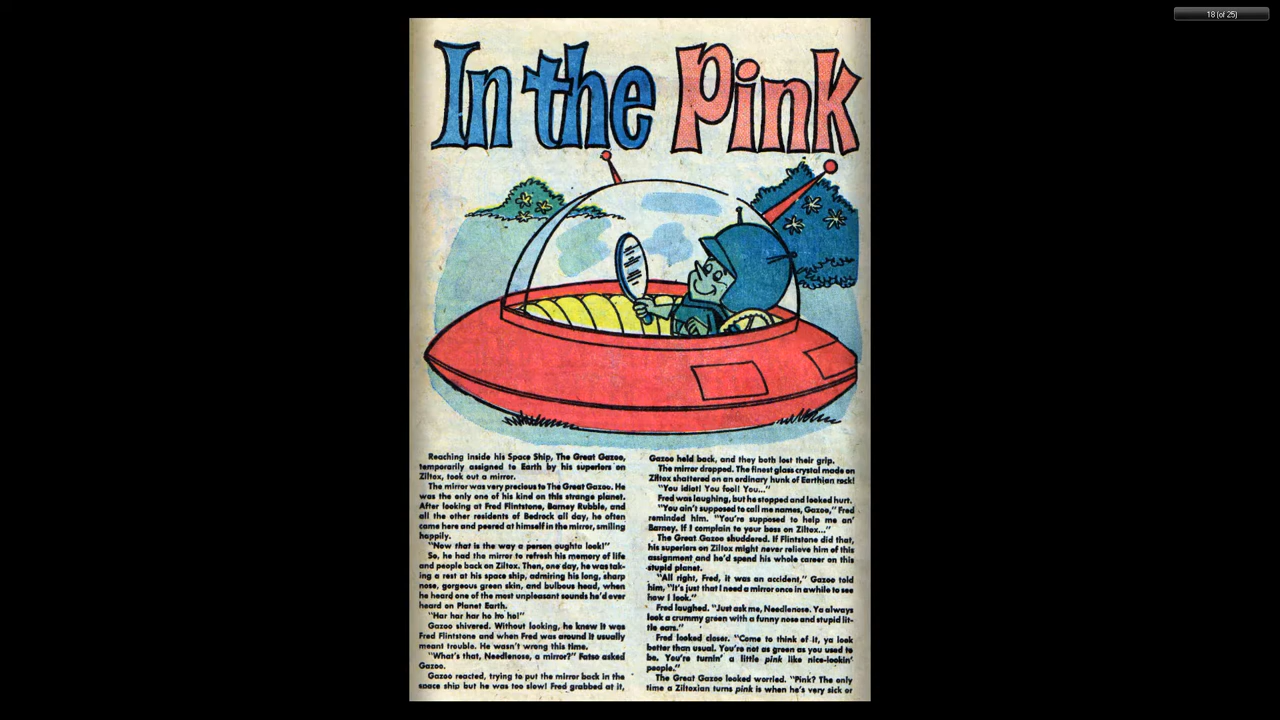 18 (of 25)
In the Pink
Reaching inside his Space Ship, The Great Gazoo,
temporarily assigned to Earth by his superiors on
Ziltox, took out a mirror.
The mirror was very precious to The Great Gazoo. He
was the only one of his kind on this strange planet.
After looking at Fred Flintstone, Barney Rubble, and
all the other residents of Bedrock all day, he often
came here and peered at himself in the mirror, smiling
happily.
"Now that is the way a person oughta look!"
So, he had the mirror to refresh his memory of life
and people back on Ziltox. Then, one day, he was tak-
ing a rest at his space ship, admiring his long, sharp
nose, gorgeous green skin, and bulbous head, when
he heard one of the most unpleasant sounds he'd ever
heard on Planet Earth.
"Har har har ho ho ho!"
Gazoo shivered. Without looking, he knew it was
Fred Flintstone and when Fred was around it usually
meant trouble. He wasn't wrong this time.
"What's that, Needlenose, a mirror?" Fatso asked
Gazoo.
Gazoo reacted, trying to put the mirror back in the
space ship but he was too slow! Fred grabbed at it,
Gazoo held back, and they both lost their grip.
The mirror dropped. The finest glass crystal made on
Ziltox shattered on an ordinary hunk of Earthian rock!
"You idiot! You fool! You..."
Fred was laughing, but he stopped and looked hurt.
"You ain't supposed to call me names, Gazoo," Fred
reminded him. "You're supposed to help me an'
Barney. If I complain to your boss on Ziltox..."
The Great Gazoo shuddered. If Flintstone did that,
his superiors on Ziltox might never relieve him of this
assignment and he'd spend his whole career on this
stupid planet.
"All right, Fred, it was an accident," Gazoo told
him, "It's just that I need a mirror once in awhile to see
how I look."
Fred laughed. "Just ask me, Needlenose. Ya always
look a crummy green with a funny nose and stupid lit-
tle ears."
Fred looked closer. "Come to think of it, ya look
better than usual. You're not as green as you used to
be. You're turnin' a little pink like nice-lookin'
people."
The Great Gazoo looked worried. "Pink? The only
time a Ziltoxian turns pink is when he's very sick or